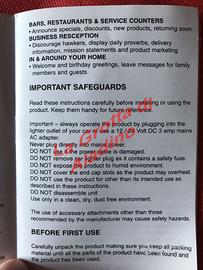 BARS, RESTAURANTS & SERVICE COUNTERS
• Announce specials, discounts, new products, returning soon
BUSINESS RESCEPTION
• Discourage hawkers, display daily proverbs, delivery
information, mission statements and product marketing
IN & AROUND YOUR HOME
• Welcome and birthday greetings, leave messages for family
members and guests
IMPORTANT SAFEGUARDS
Read these instructions carefully before installing or using the
product. Keep them handy for future reference.
Important – always operate the product by plugging into the
lighter outlet of your car or via a 12 / 24 Volt DC 3 amp mains
AC adapter.
Never plug directly into 240 mains power.
DO NOT use if the power cable is damaged.
DO NOT remove the lighter plug as it contains a safety fuse.
DO NOT expose the product to humid environment.
DO NOT cover the end caps or the product may overheat.
DO NOT use the product for other than its intended use as
described in these instructions.
DO NOT disassemble unit
Use only in a clean, dry, dust free environment.
The use of accessary attachments other than those
recommended by the manufacturer may cause safety hazards.
BEFORE FIRST USE
Carefully unpack the product making sure you keep all packing
material until all the parts of the product have been found and
the product has been used.